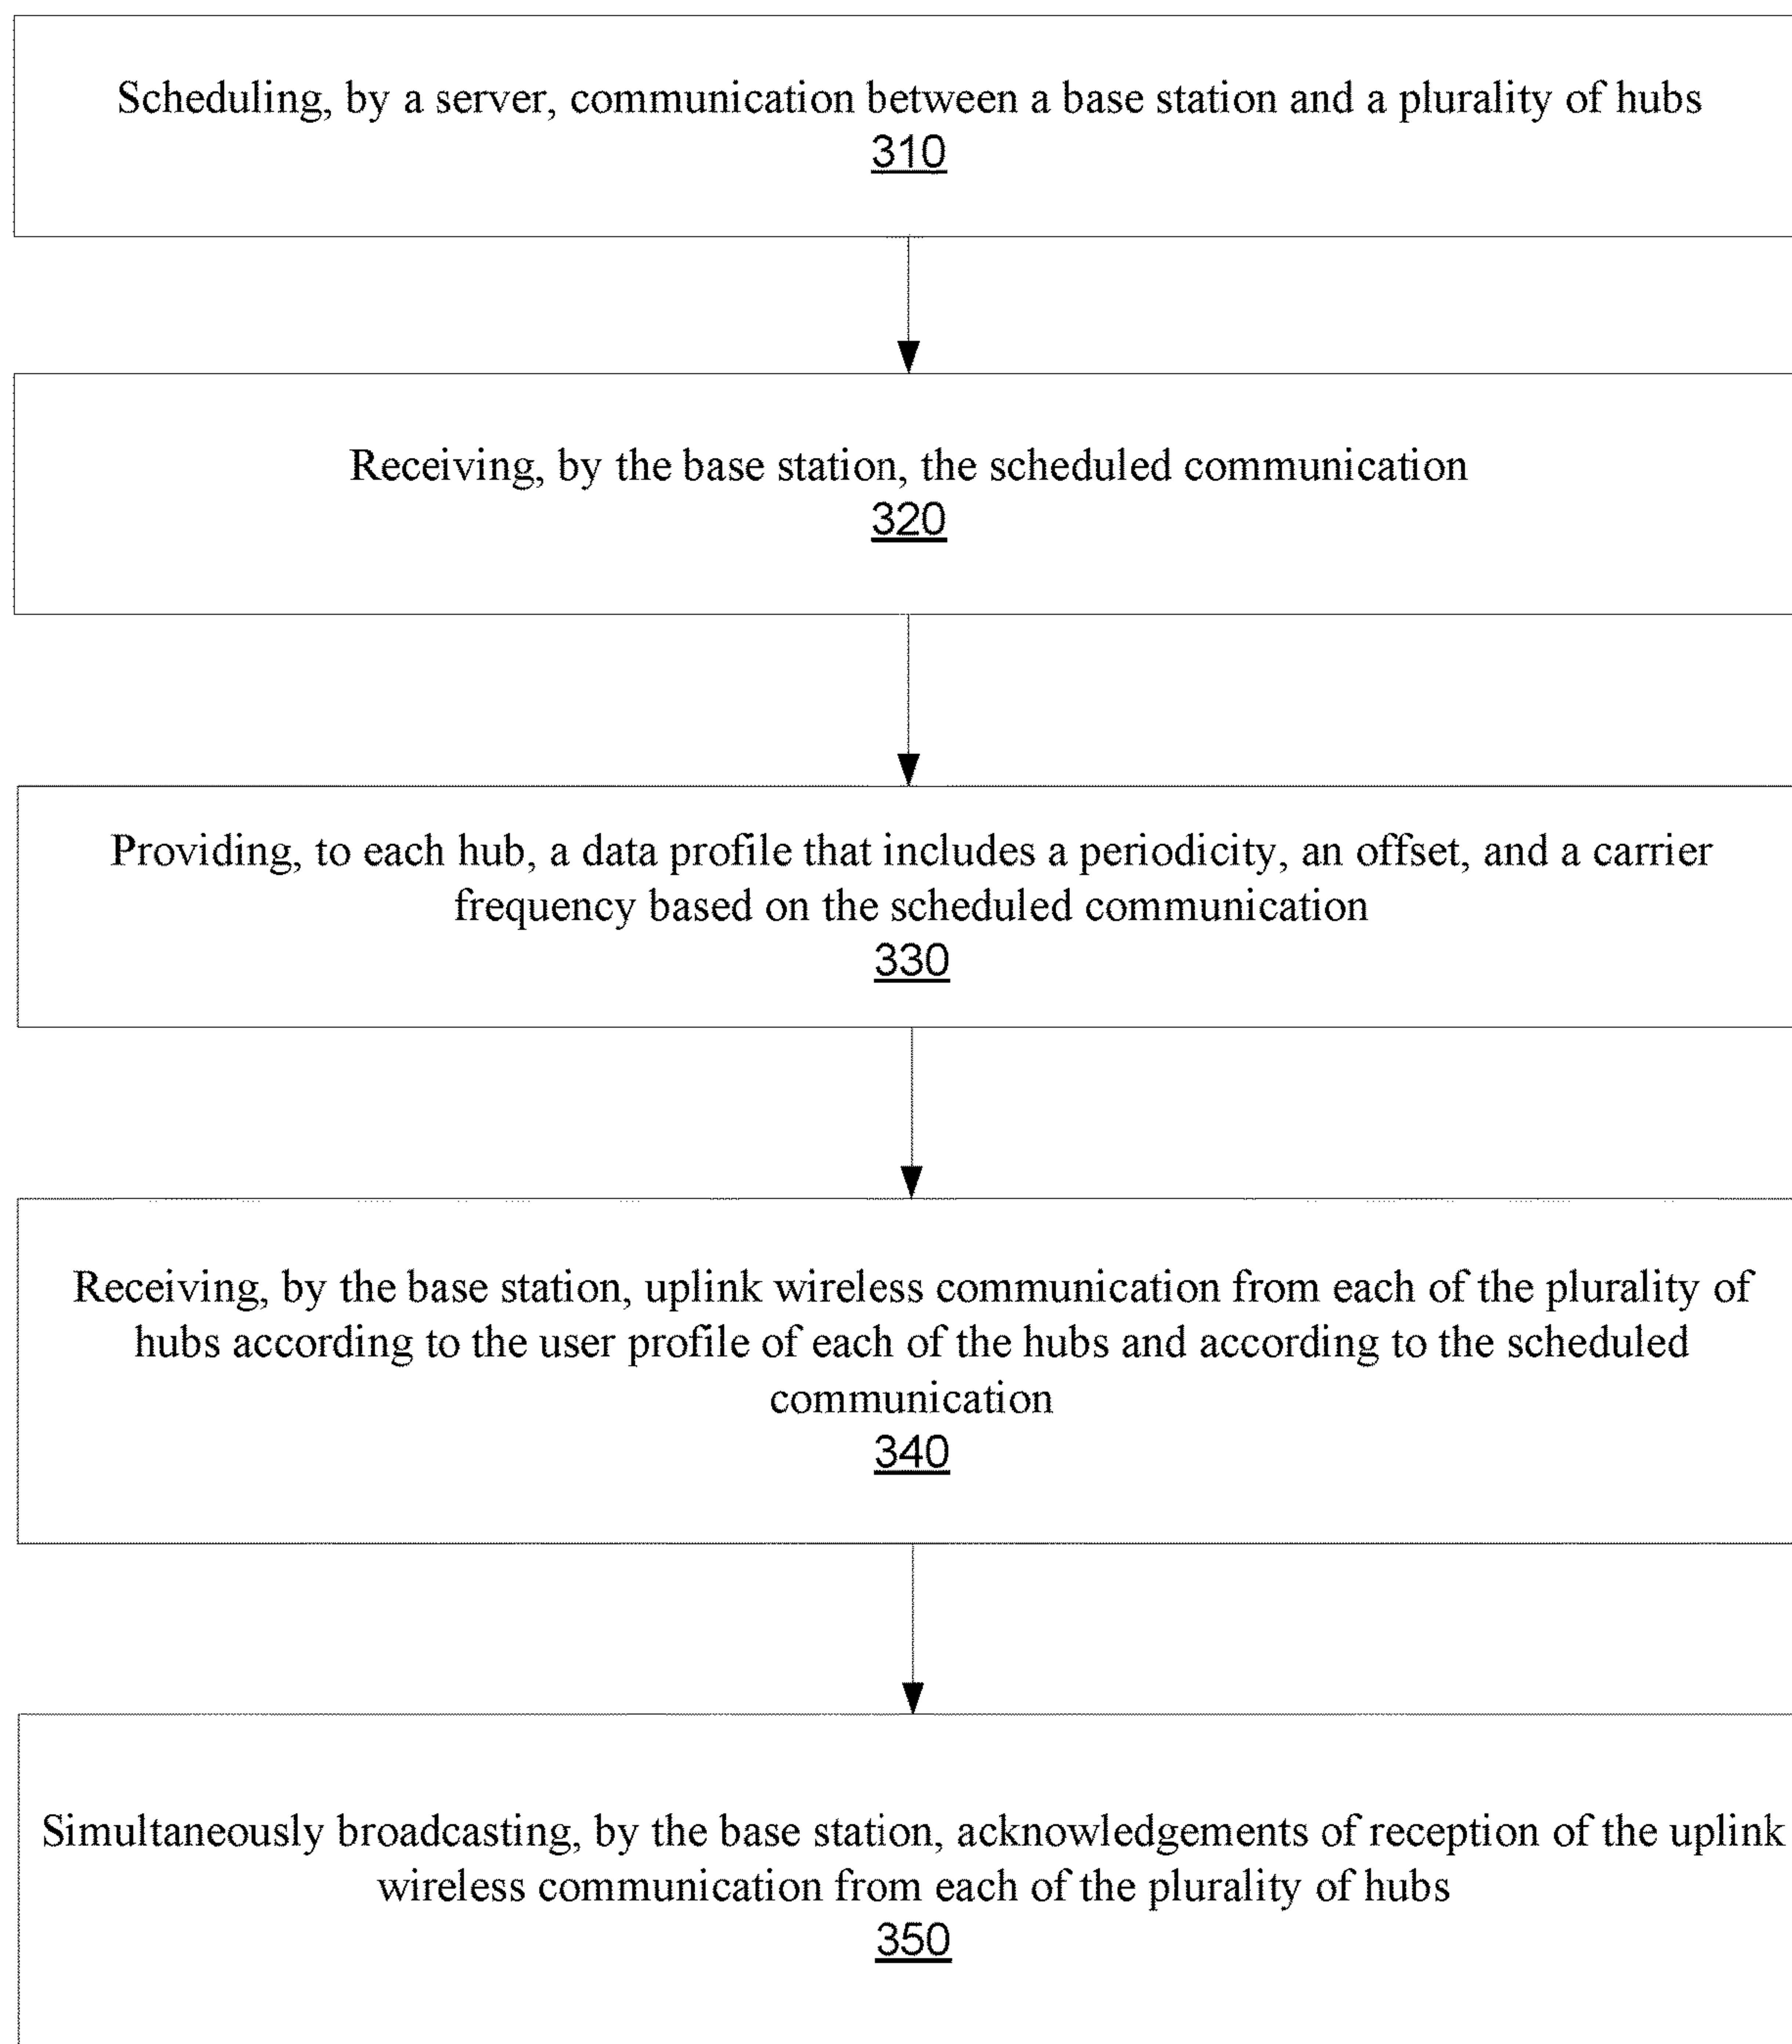 Scheduling, by a server, communication between a base station and a plurality of hubs
310
Receiving, by the base station, the scheduled communication
320
Providing, to each hub, a data profile that includes a periodicity, an offset, and a carrier
frequency based on the scheduled communication
330
Receiving, by the base station, uplink wireless communication from each of the plurality of
hubs according to the user profile of each of the hubs and according to the scheduled
communication
340
Simultaneously broadcasting, by the base station, acknowledgements of reception of the uplink
wireless communication from each of the plurality of hubs
350